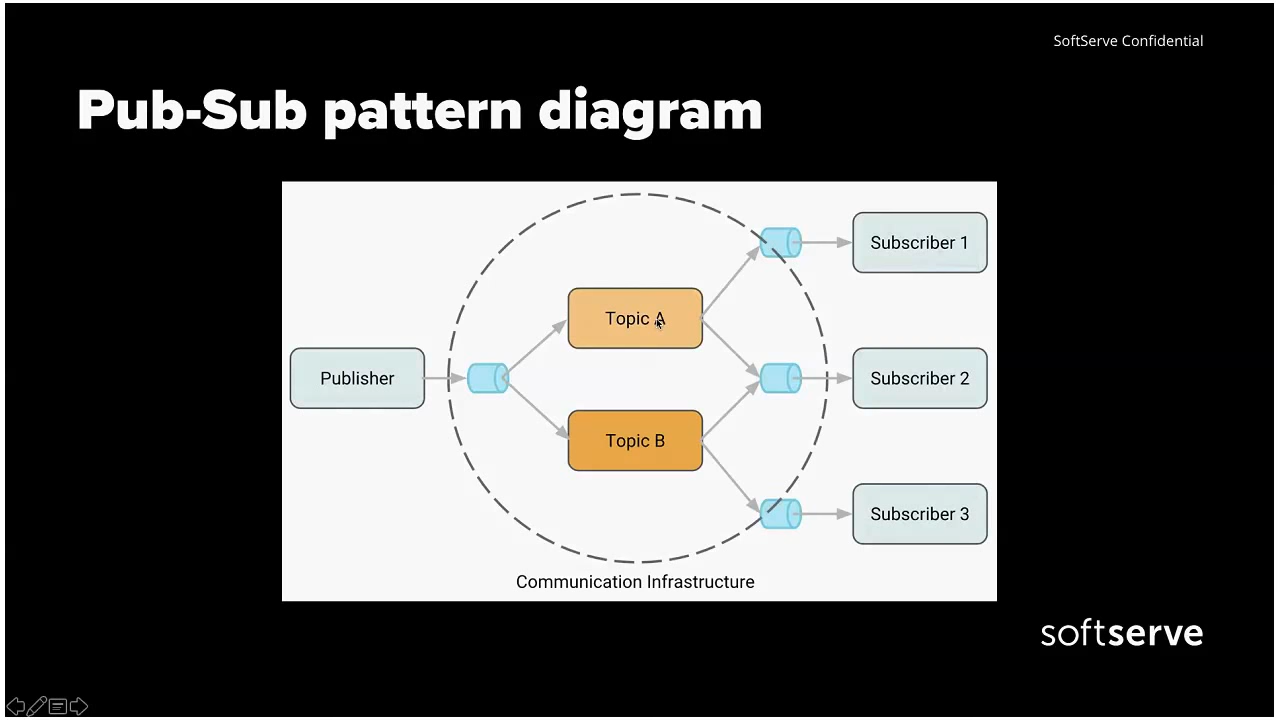 SoftServe Confidential
Pub-Sub pattern diagram
Subscriber 1
Topic A
Publisher
Subscriber 2
Topic B
Subscriber 3
Communication Infrastructure
softserve